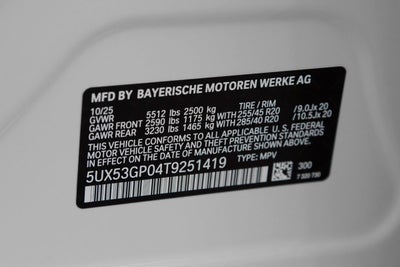 MFD BY BAYERISCHE MOTOREN WERKE AG
10/25 TIRE / RIM
GVWR 5512 lbs 2500 kg
GAWR FRONT 2590 lbs 1175 kg WITH 255/45 R20 / 9.0Jx 20
GAWR REAR 3230 lbs 1465 kg WITH 285/40 R20 / 10.5Jx 20
THIS VEHICLE CONFORMS TO ALL APPLICABLE U.S. FEDERAL
MOTOR VEHICLE SAFETY AND THEFT PREVENTION STANDARDS
IN EFFECT ON THE DATE OF MANUFACTURE SHOWN ABOVE.
5UX53GP04T9251419 TYPE: MPV
300